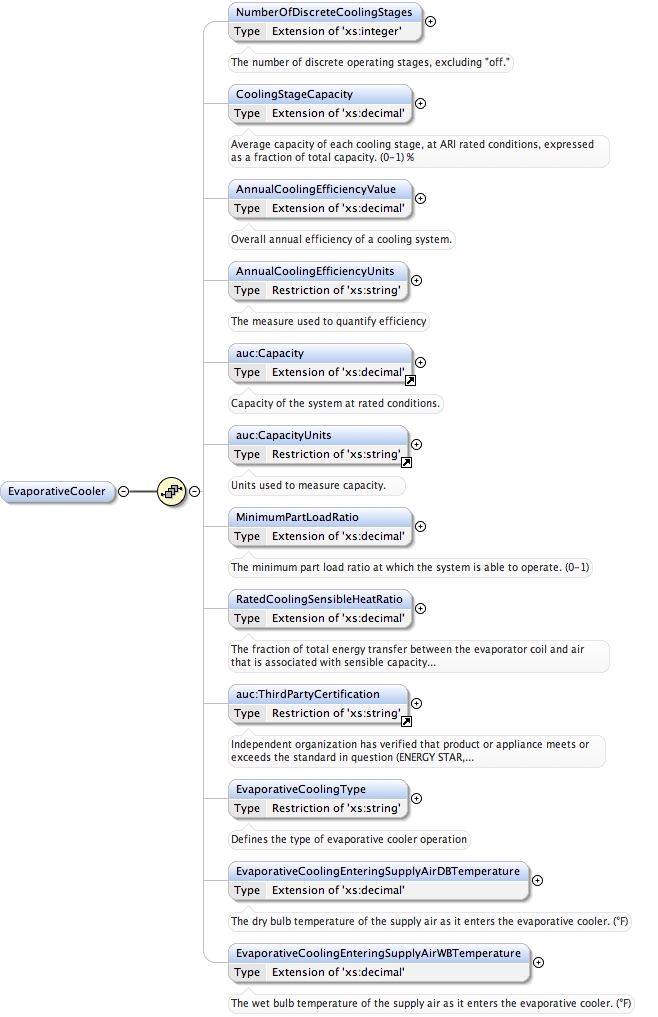 NumberOfDiscreteCoolingStages
Type Extension of 'xs:integer'
The number of discrete operating stages, excluding "off."
CoolingStageCapacity
Type Extension of 'xs:decimal'
Average capacity of each cooling stage, at ARI rated conditions, expressed
as a fraction of total capacity. (0-1) %
AnnualCoolingEfficiencyValue
Type Extension of 'xs:decimal'
Overall annual efficiency of a cooling system.
AnnualCoolingEfficiencyUnits
Type Restriction of 'xs:string'
The measure used to quantify efficiency
auc:Capacity
Type Extension of 'xs:decimal'
Capacity of the system at rated conditions.
auc:CapacityUnits
Type Restriction of 'xs:string'
Units used to measure capacity.
EvaporativeCooler
MinimumPartLoadRatio
Type Extension of 'xs:decimal'
The minimum part load ratio at which the system is able to operate. (0-1)
RatedCoolingSensibleHeatRatio
Type Extension of 'xs:decimal'
The fraction of total energy transfer between the evaporator coil and air
that is associated with sensible capacity...
auc:ThirdPartyCertification
Type Restriction of 'xs:string'
Independent organization has verified that product or appliance meets or
exceeds the standard in question (ENERGY STAR,...
EvaporativeCoolingType
Type Restriction of 'xs:string'
Defines the type of evaporative cooler operation
EvaporativeCoolingEnteringSupplyAirDBTemperature
Type Extension of 'xs:decimal'
The dry bulb temperature of the supply air as it enters the evaporative cooler. (°F)
EvaporativeCoolingEnteringSupplyAirWBTemperature
Type Extension of 'xs:decimal'
The wet bulb temperature of the supply air as it enters the evaporative cooler. (°F)